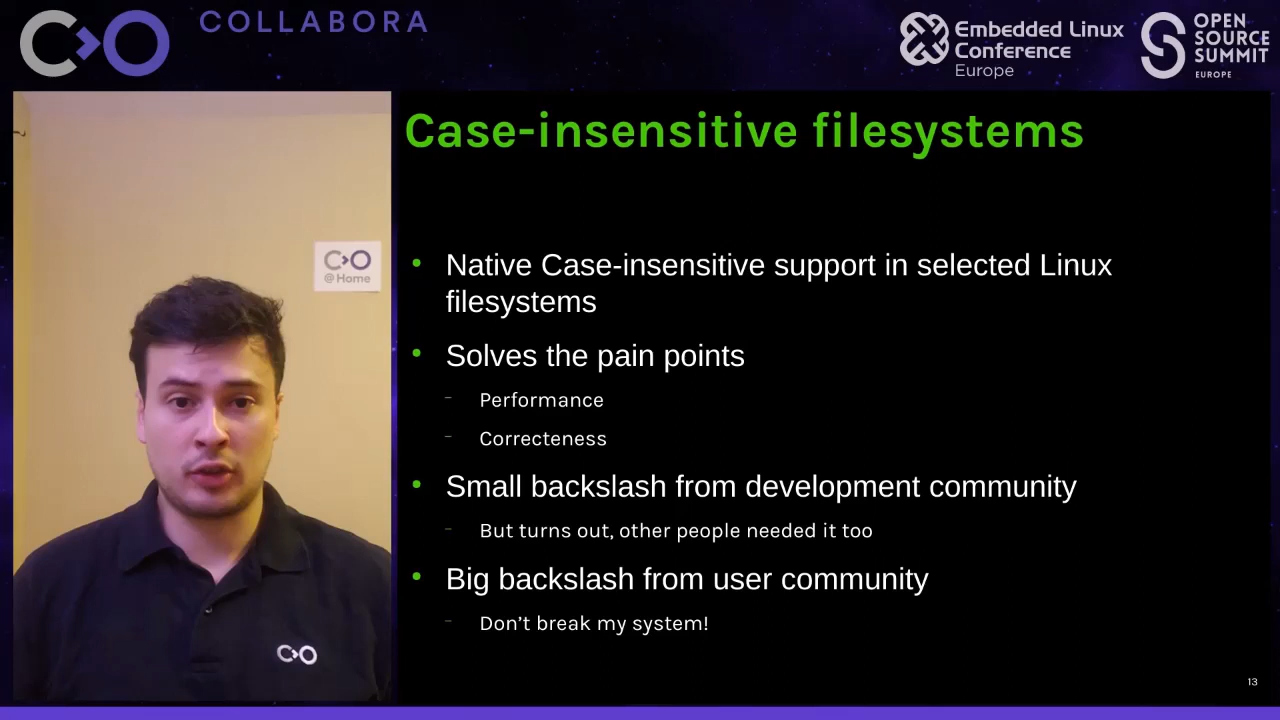 COLLABORA
Embedded Linux
Conference
Europe
OPEN
SOURCE
SUMMIT
EUROPE
Case-insensitive filesystems
@Home
• Native Case-insensitive support in selected Linux
filesystems
• Solves the pain points
– Performance
– Correcteness
• Small backslash from development community
– But turns out, other people needed it too
• Big backslash from user community
– Don't break my system!
13